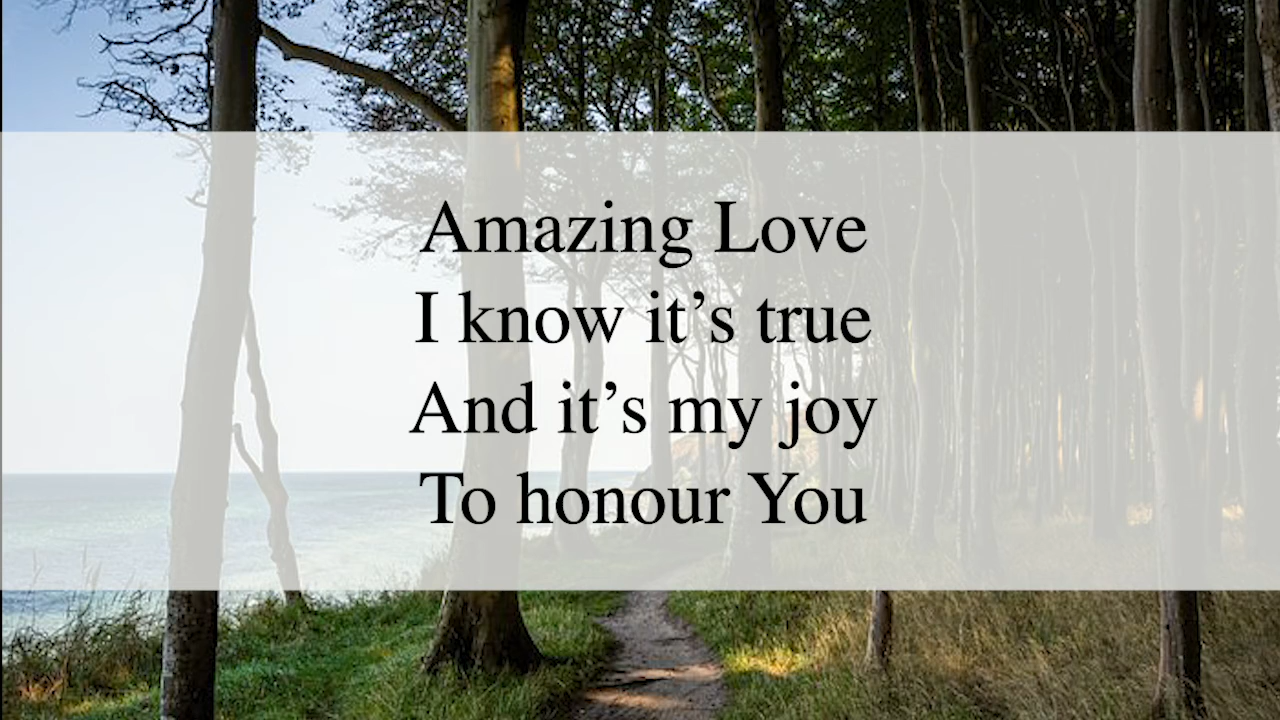 Amazing Love
I know it’s true
And it’s my joy
To honour You